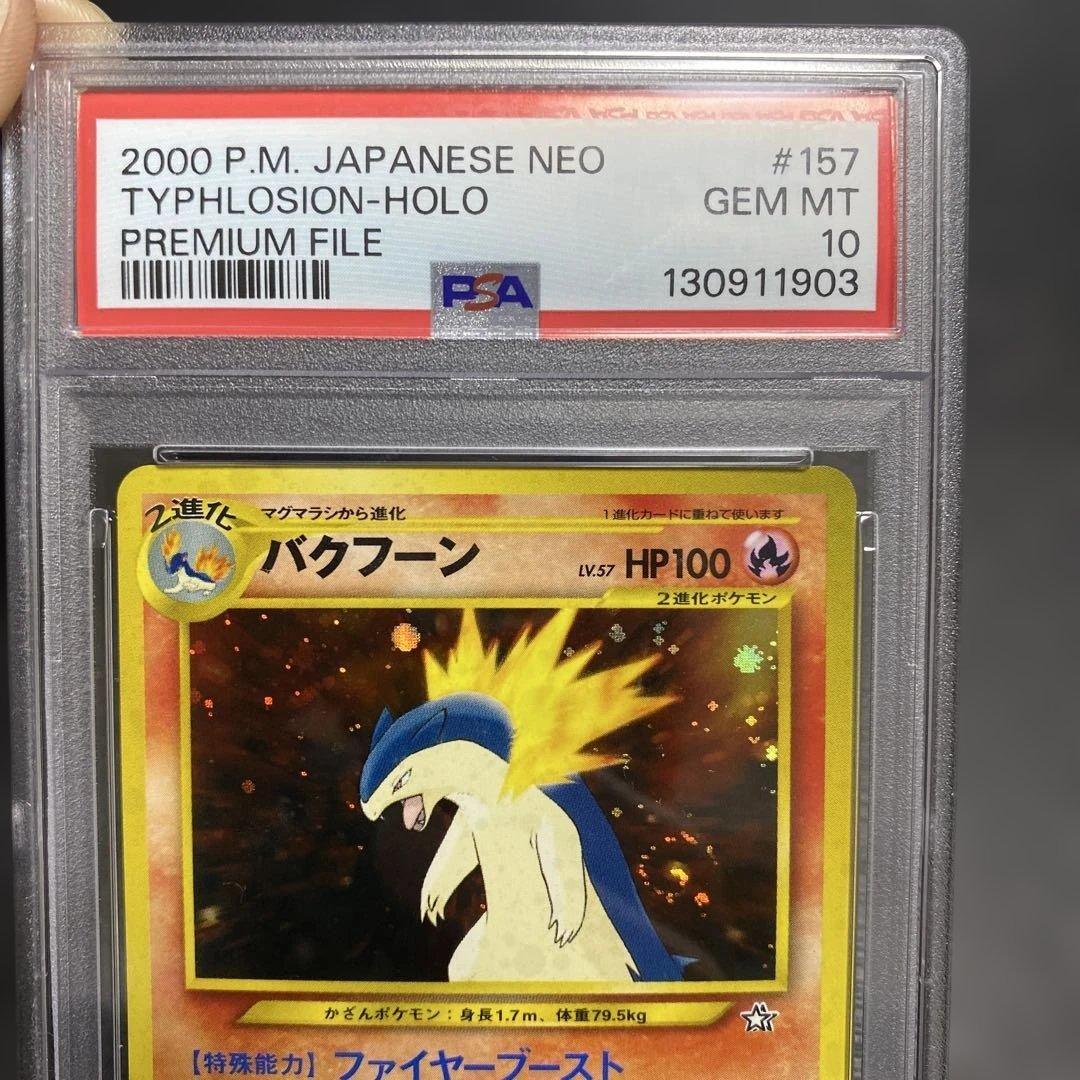 2000 P.M. JAPANESE NEO #157
TYPHLOSION-HOLO GEM MT
PREMIUM FILE 10
PSA 130911903
2進化 マグマラシから進化 1進化カードに重ねて使います
バクフーン LV.57 HP100
2進化ポケモン
かざんポケモン：身長1.7m、体重79.5kg
【特殊能力】ファイヤーブースト